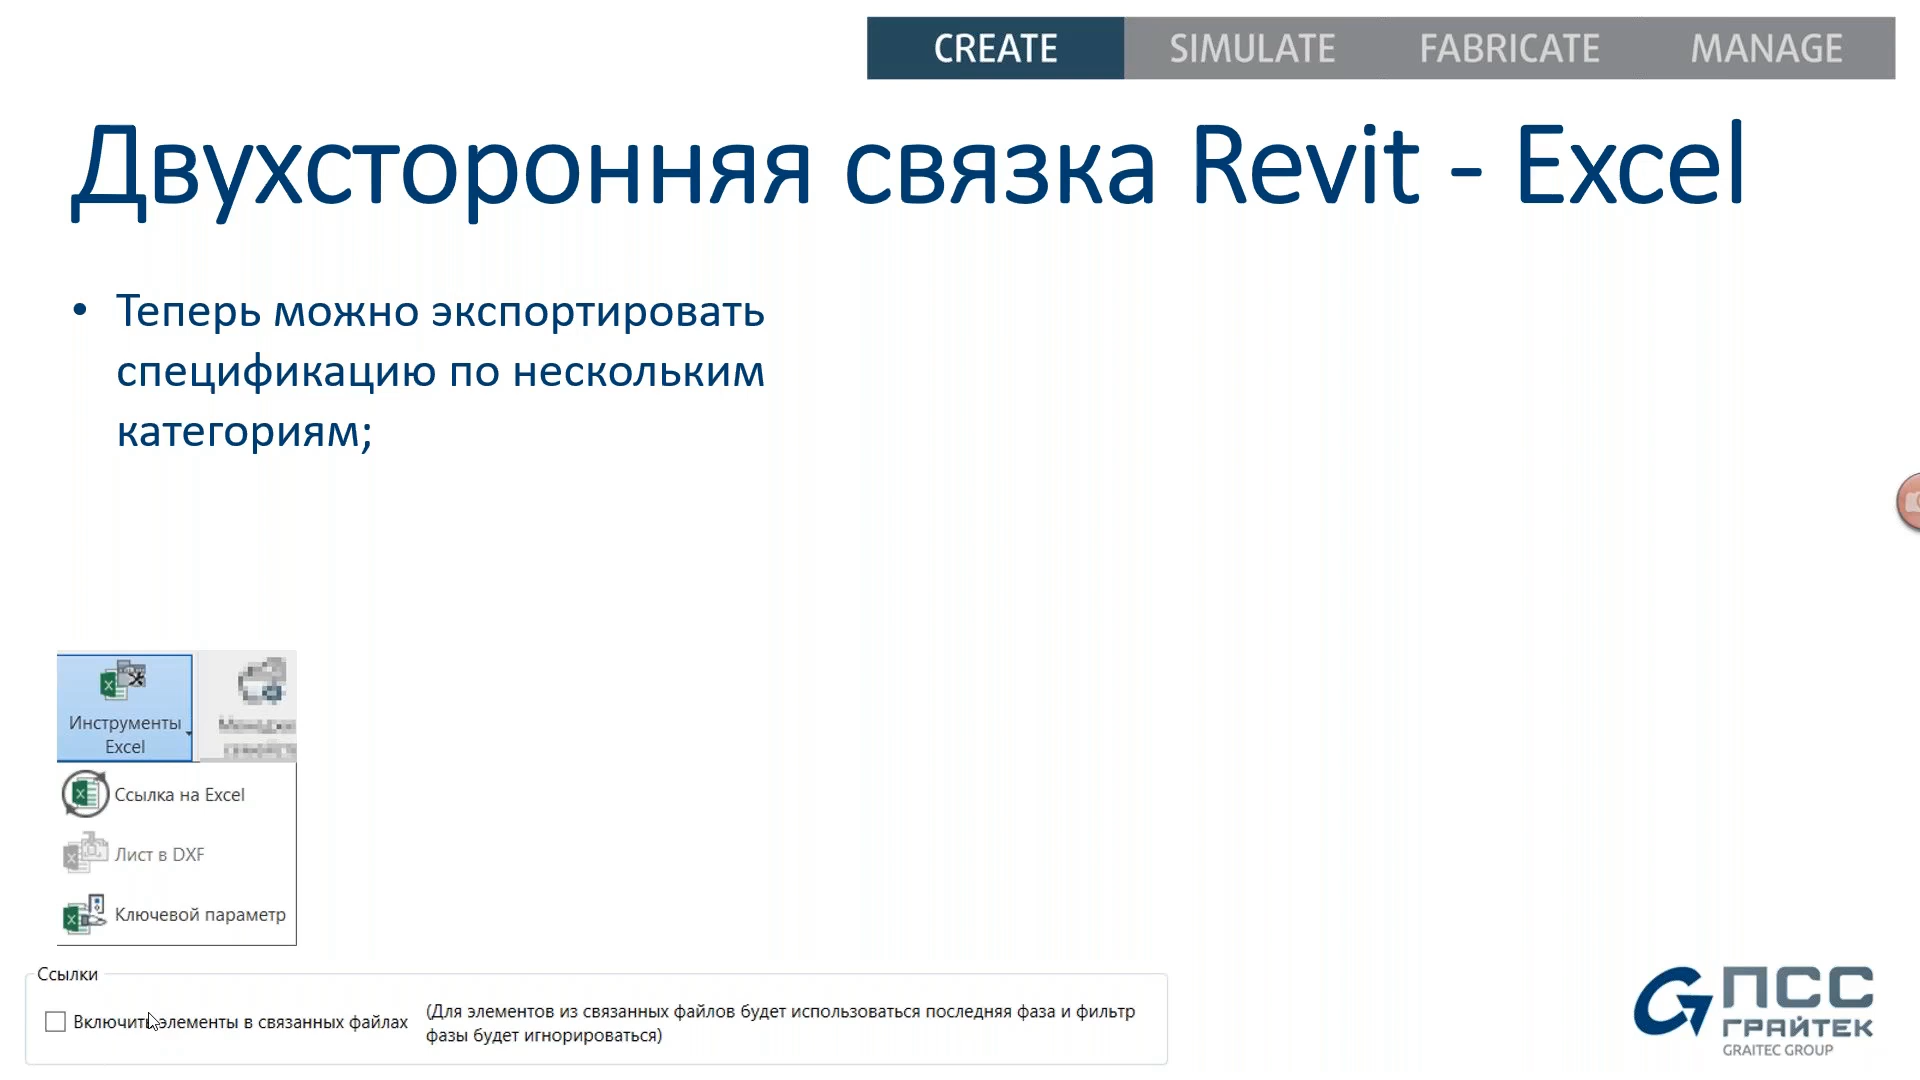 CREATE SIMULATE FABRICATE MANAGE
Двухсторонняя связка Revit - Excel
• Теперь можно экспортировать
спецификацию по нескольким
категориям;
Инструменты
Excel
Ссылка на Excel
Лист в DXF
Ключевой параметр
Ссылки
Включить элементы в связанных файлах
(Для элементов из связанных файлов будет использоваться последняя фаза и фильтр
фазы будет игнорироваться)
ПСС
ГРАЙТЕК
GRAITEC GROUP